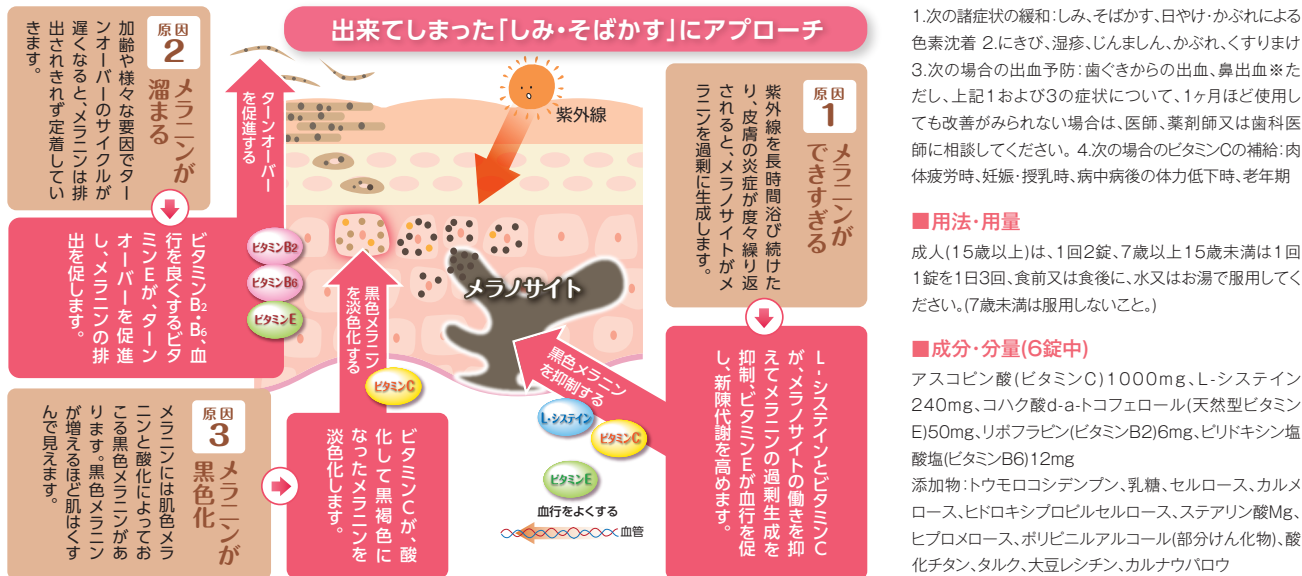 出来てしまった「しみ・そばかす」にアプローチ
原因
1
メラニンが
できすぎる
紫外線を長時間浴び続けた
り、皮膚の炎症が度々繰り返
されると、メラノサイトがメ
ラニンを過剰に生成します。
L-システインとビタミンC
が、メラノサイトの働きを抑
えてメラニンの過剰生成を
抑制、ビタミンEが血行を促
し、新陳代謝を高めます。
原因
2
メラニンが
溜まる
加齢や様々な要因でター
ンオーバーのサイクルが
遅くなると、メラニンは排
出されきれず定着してい
きます。
ビタミンB2・B6、血
行を良くするビタ
ミンEが、ターン
オーバーを促進
し、メラニンの排
出を促します。
原因
3
メラニンが
黒色化
メラニンには肌色メラ
ニンと酸化によってお
こる黒色メラニンがあ
ります。黒色メラニン
が増えるほど肌はくす
んで見えます。
ビタミンCが、酸
化して黒褐色に
なったメラニンを
淡色化します。
ターンオーバー
を促進する
ビタミンB2
ビタミンB6
ビタミンE
黒色メラニン
を淡色化する
ビタミンC
紫外線
メラノサイト
黒色メラニン
を抑制する
L-システイン
ビタミンC
ビタミンE
血行をよくする
血管
1.次の諸症状の緩和:しみ、そばかす、日やけ・かぶれによる
色素沈着 2.にきび、湿疹、じんましん、かぶれ、くすりまけ
3.次の場合の出血予防:歯ぐきからの出血、鼻出血※た
だし、上記1および3の症状について、1ヶ月ほど使用し
ても改善がみられない場合は、医師、薬剤師又は歯科医
師に相談してください。 4.次の場合のビタミンCの補給:肉
体疲労時、妊娠・授乳時、病中病後の体力低下時、老年期
■用法・用量
成人(15歳以上)は、1回2錠、7歳以上15歳未満は1回
1錠を1日3回、食前又は食後に、水又はお湯で服用してく
ださい。(7歳未満は服用しないこと。)
■成分・分量(6錠中)
アスコビン酸(ビタミンC)1000mg、L-システイン
240mg、コハク酸d-a-トコフェロール(天然型ビタミン
E)50mg、リボフラビン(ビタミンB2)6mg、ピリドキシン塩
酸塩(ビタミンB6)12mg
添加物:トウモロコシデンプン、乳糖、セルロース、カルメ
ロース、ヒドロキシプロピルセルロース、ステアリン酸Mg、
ヒプロメロース、ポリビニルアルコール(部分けん化物)、酸
化チタン、タルク、大豆レシチン、カルナウバロウ